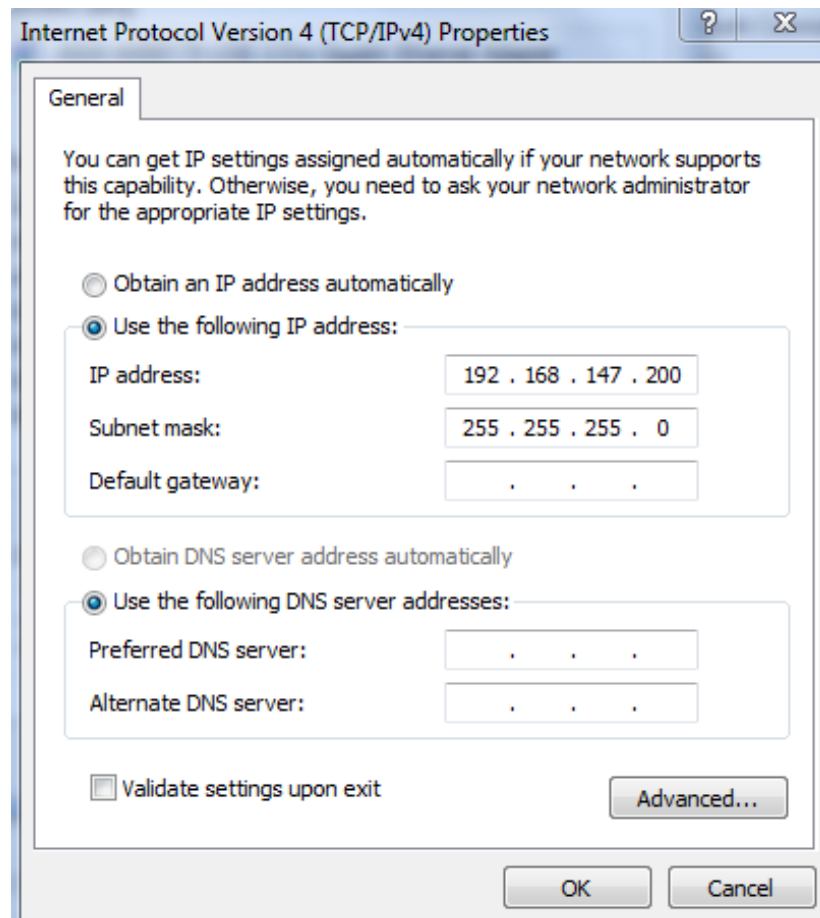 Internet Protocol Version 4 (TCP/IPv4) Properties
?
X
General
You can get IP settings assigned automatically if your network supports
this capability. Otherwise, you need to ask your network administrator
for the appropriate IP settings.
Obtain an IP address automatically
Use the following IP address:
IP address: 192 . 168 . 147 . 200
Subnet mask: 255 . 255 . 255 . 0
Default gateway: . . .
Obtain DNS server address automatically
Use the following DNS server addresses:
Preferred DNS server: . . .
Alternate DNS server: . . .
Validate settings upon exit
Advanced...
OK Cancel